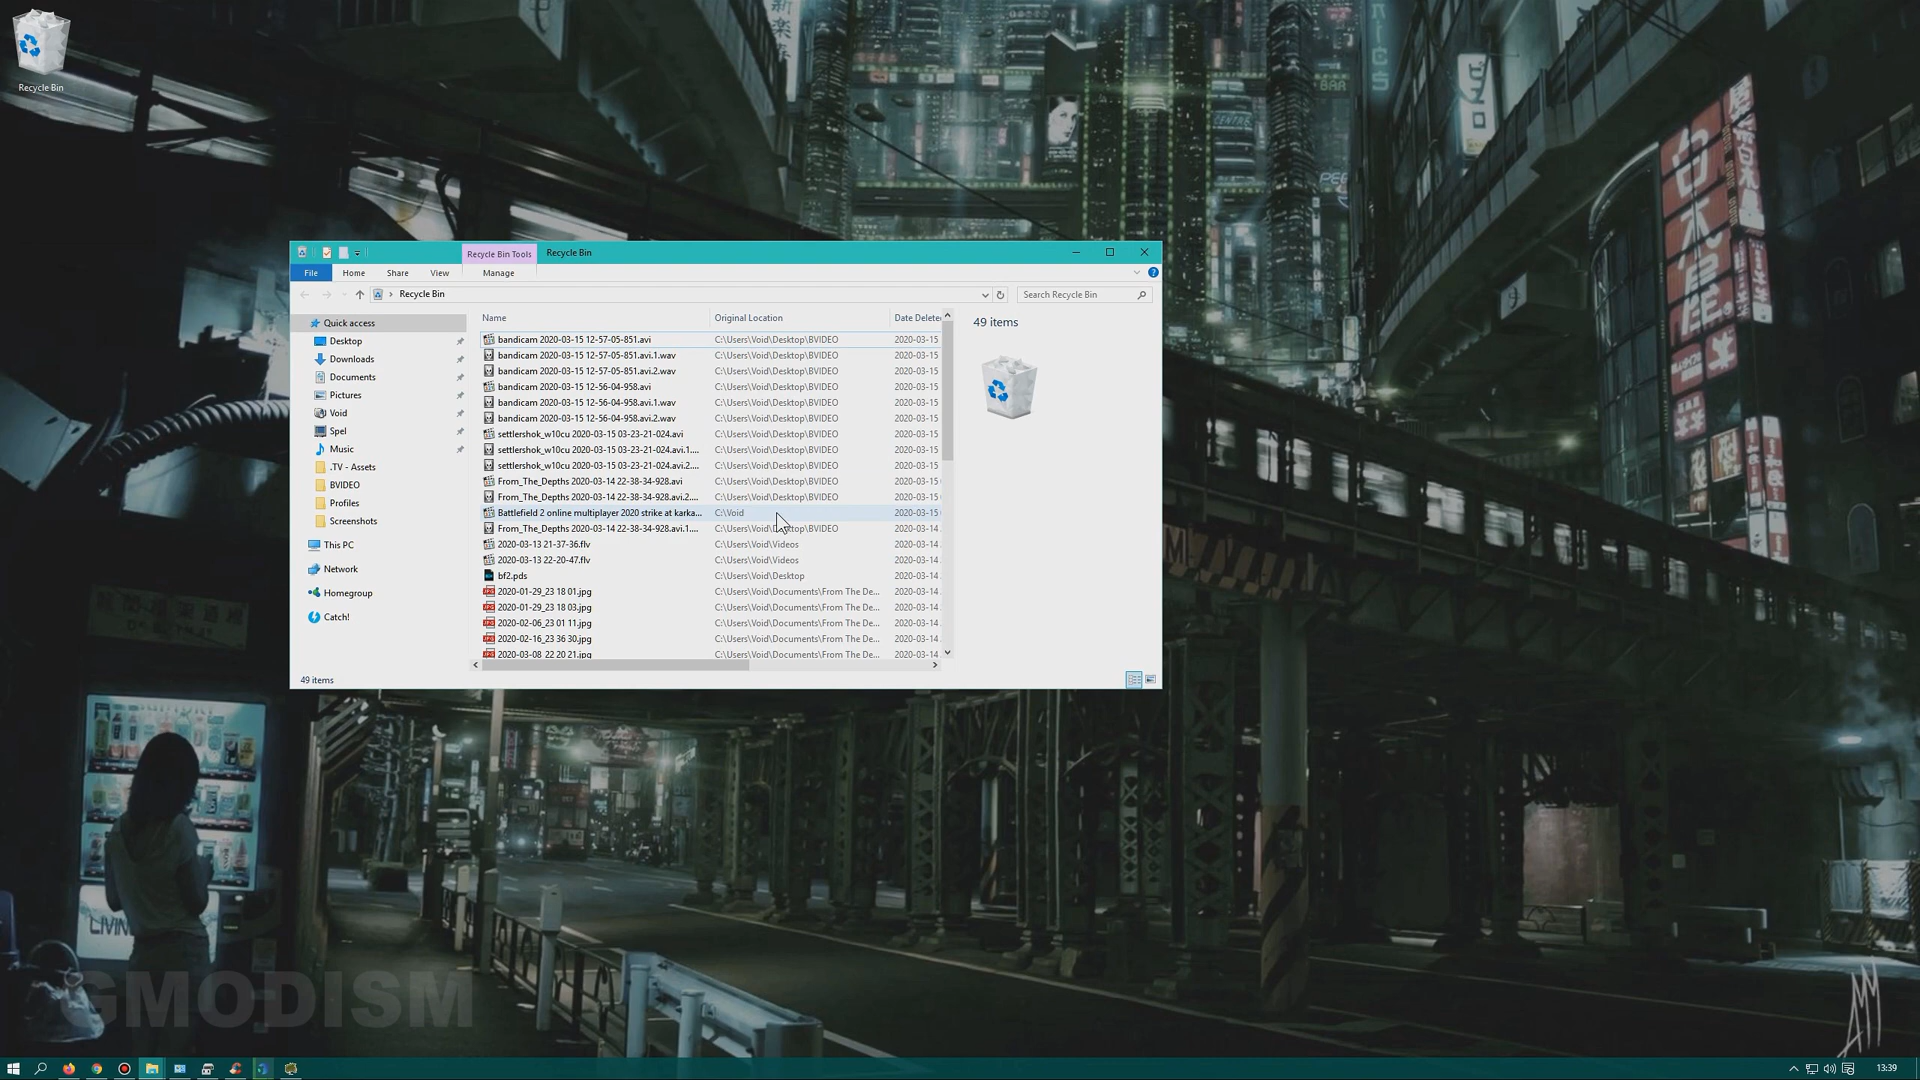 Recycle Bin
Recycle Bin Tools
Recycle Bin
File
Home
Share
View
Manage
Recycle Bin
Search Recycle Bin
Quick access
Desktop
Downloads
Documents
Pictures
Void
Spel
Music
.TV - Assets
BVIDEO
Profiles
Screenshots
This PC
Network
Homegroup
Catch!
Name Original Location Date Delete
bandicam 2020-03-15 12-57-05-851.avi C:\Users\Void\Desktop\BVIDEO 2020-03-15
bandicam 2020-03-15 12-57-05-851.avi.1.wav C:\Users\Void\Desktop\BVIDEO 2020-03-15
bandicam 2020-03-15 12-57-05-851.avi.2.wav C:\Users\Void\Desktop\BVIDEO 2020-03-15
bandicam 2020-03-15 12-56-04-958.avi C:\Users\Void\Desktop\BVIDEO 2020-03-15
bandicam 2020-03-15 12-56-04-958.avi.1.wav C:\Users\Void\Desktop\BVIDEO 2020-03-15
bandicam 2020-03-15 12-56-04-958.avi.2.wav C:\Users\Void\Desktop\BVIDEO 2020-03-15
settlershok_w10cu 2020-03-15 03-23-21-024.avi C:\Users\Void\Desktop\BVIDEO 2020-03-15
settlershok_w10cu 2020-03-15 03-23-21-024.avi.1.... C:\Users\Void\Desktop\BVIDEO 2020-03-15
settlershok_w10cu 2020-03-15 03-23-21-024.avi.2.... C:\Users\Void\Desktop\BVIDEO 2020-03-15
From_The_Depths 2020-03-14 22-38-34-928.avi C:\Users\Void\Desktop\BVIDEO 2020-03-15
From_The_Depths 2020-03-14 22-38-34-928.avi.2.... C:\Users\Void\Desktop\BVIDEO 2020-03-15
Battlefield 2 online multiplayer 2020 strike at karka... C:\Void 2020-03-15
From_The_Depths 2020-03-14 22-38-34-928.avi.1.... C:\Users\Void\Desktop\BVIDEO 2020-03-14
2020-03-13 21-37-36.flv C:\Users\Void\Videos 2020-03-14
2020-03-13 22-20-47.flv C:\Users\Void\Videos 2020-03-14
bf2.pds C:\Users\Void\Desktop 2020-03-14
2020-01-29_23 18 01.jpg C:\Users\Void\Documents\From The De... 2020-03-14
2020-01-29_23 18 03.jpg C:\Users\Void\Documents\From The De... 2020-03-14
2020-02-06_23 01 11.jpg C:\Users\Void\Documents\From The De... 2020-03-14
2020-02-16_23 36 30.jpg C:\Users\Void\Documents\From The De... 2020-03-14
2020-03-08 22 20 21.jpg C:\Users\Void\Documents\From The De... 2020-03-14
49 items
49 items
BAR
白木屋
LIVIN
GMODISM
13:39